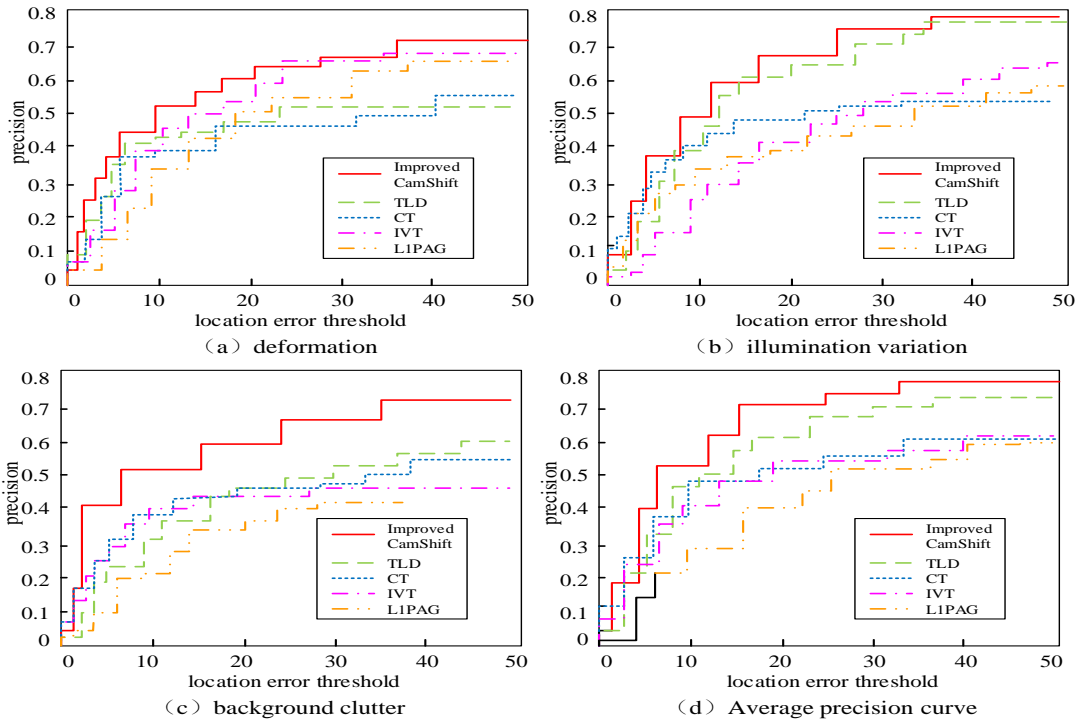 0.8
0.7
0.6
0.5
0.3
0.2
0.1
0
precision
Improved
CamShift
TLD
CT
IVT
L1PAG
0 10 20 30 40 50
location error threshold
（a）deformation
0.8
0.7
0.6
0.5
0.3
0.2
0.1
0
precision
Improved
CamShift
TLD
CT
IVT
L1PAG
0 10 20 30 40 50
location error threshold
（b）illumination variation
0.8
0.7
0.6
0.5
0.4
0.3
0.2
0.1
0
precision
Improved
CamShift
TLD
CT
IVT
L1PAG
0 10 20 30 40 50
location error threshold
（c）background clutter
0.8
0.7
0.6
0.5
0.4
0.3
0.2
0.1
0
precision
Improved
CamShift
TLD
CT
IVT
L1PAG
0 10 20 30 40 50
location error threshold
（d）Average precision curve